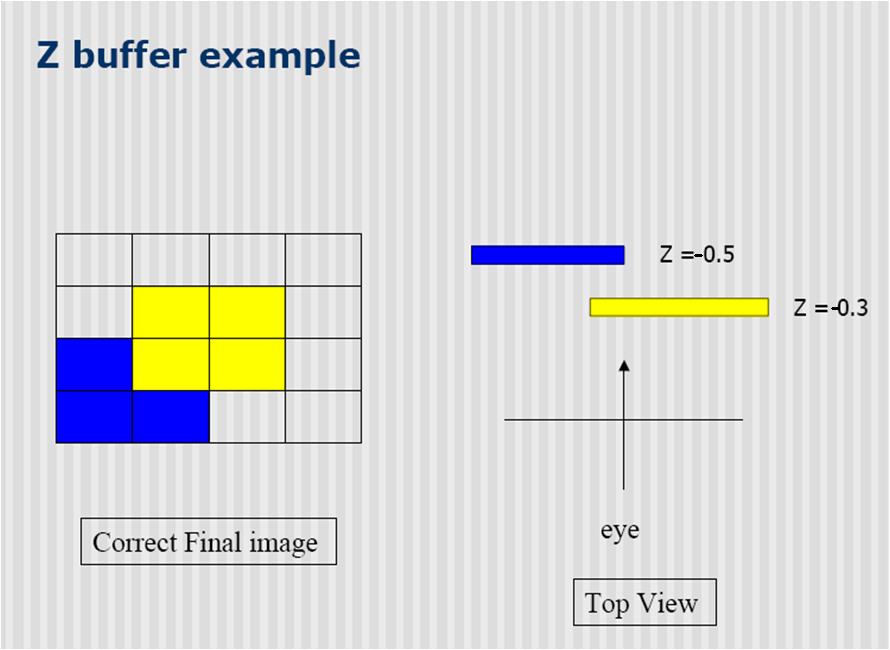 Z buffer example
Z =-0.5
Z =-0.3
eye
Correct Final image
Top View